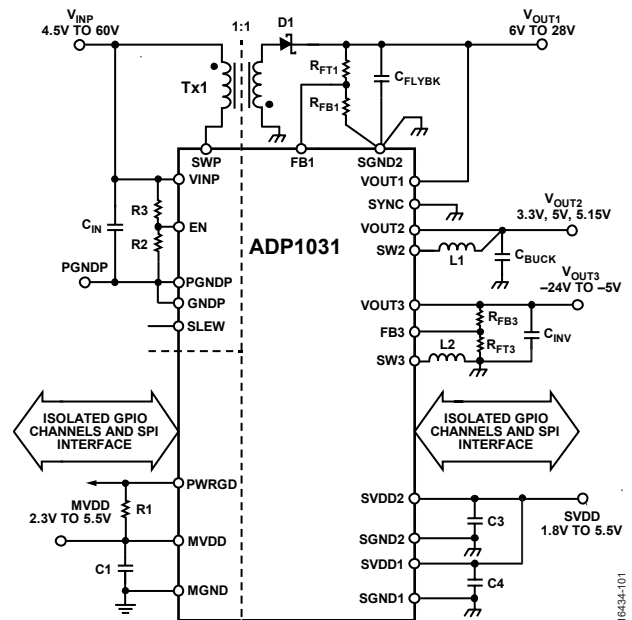 VINP
4.5V TO 60V
1:1
D1
VOUT1
6V TO 28V
Tx1
RFT1
CFLYBK
RFB1
SWP
FB1
SGND2
VINP
VOUT1
SYNC
CIN
R3
EN
R2
ADP1031
VOUT2
VOUT2
3.3V, 5V, 5.15V
SW2
L1
CBUCK
PGNDP
PGNDP
GNDP
SLEW
VOUT3
VOUT3
–24V TO –5V
RFB3
FB3
CINV
RFT3
SW3
L2
ISOLATED GPIO
CHANNELS AND SPI
INTERFACE
ISOLATED GPIO
CHANNELS AND SPI
INTERFACE
PWRGD
MVDD
2.3V TO 5.5V
R1
MVDD
C1
MGND
SVDD2
SVDD
1.8V TO 5.5V
C3
SGND2
SVDD1
C4
SGND1
16434-101